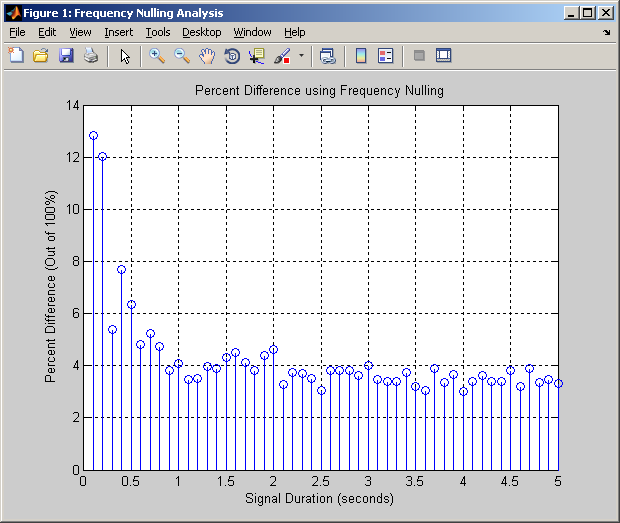 Figure 1: Frequency Nulling Analysis
File Edit View Insert Tools Desktop Window Help
Percent Difference using Frequency Nulling
14
12
10
8
6
4
2
0
Percent Difference (Out of 100%)
0 0.5 1 1.5 2 2.5 3 3.5 4 4.5 5
Signal Duration (seconds)